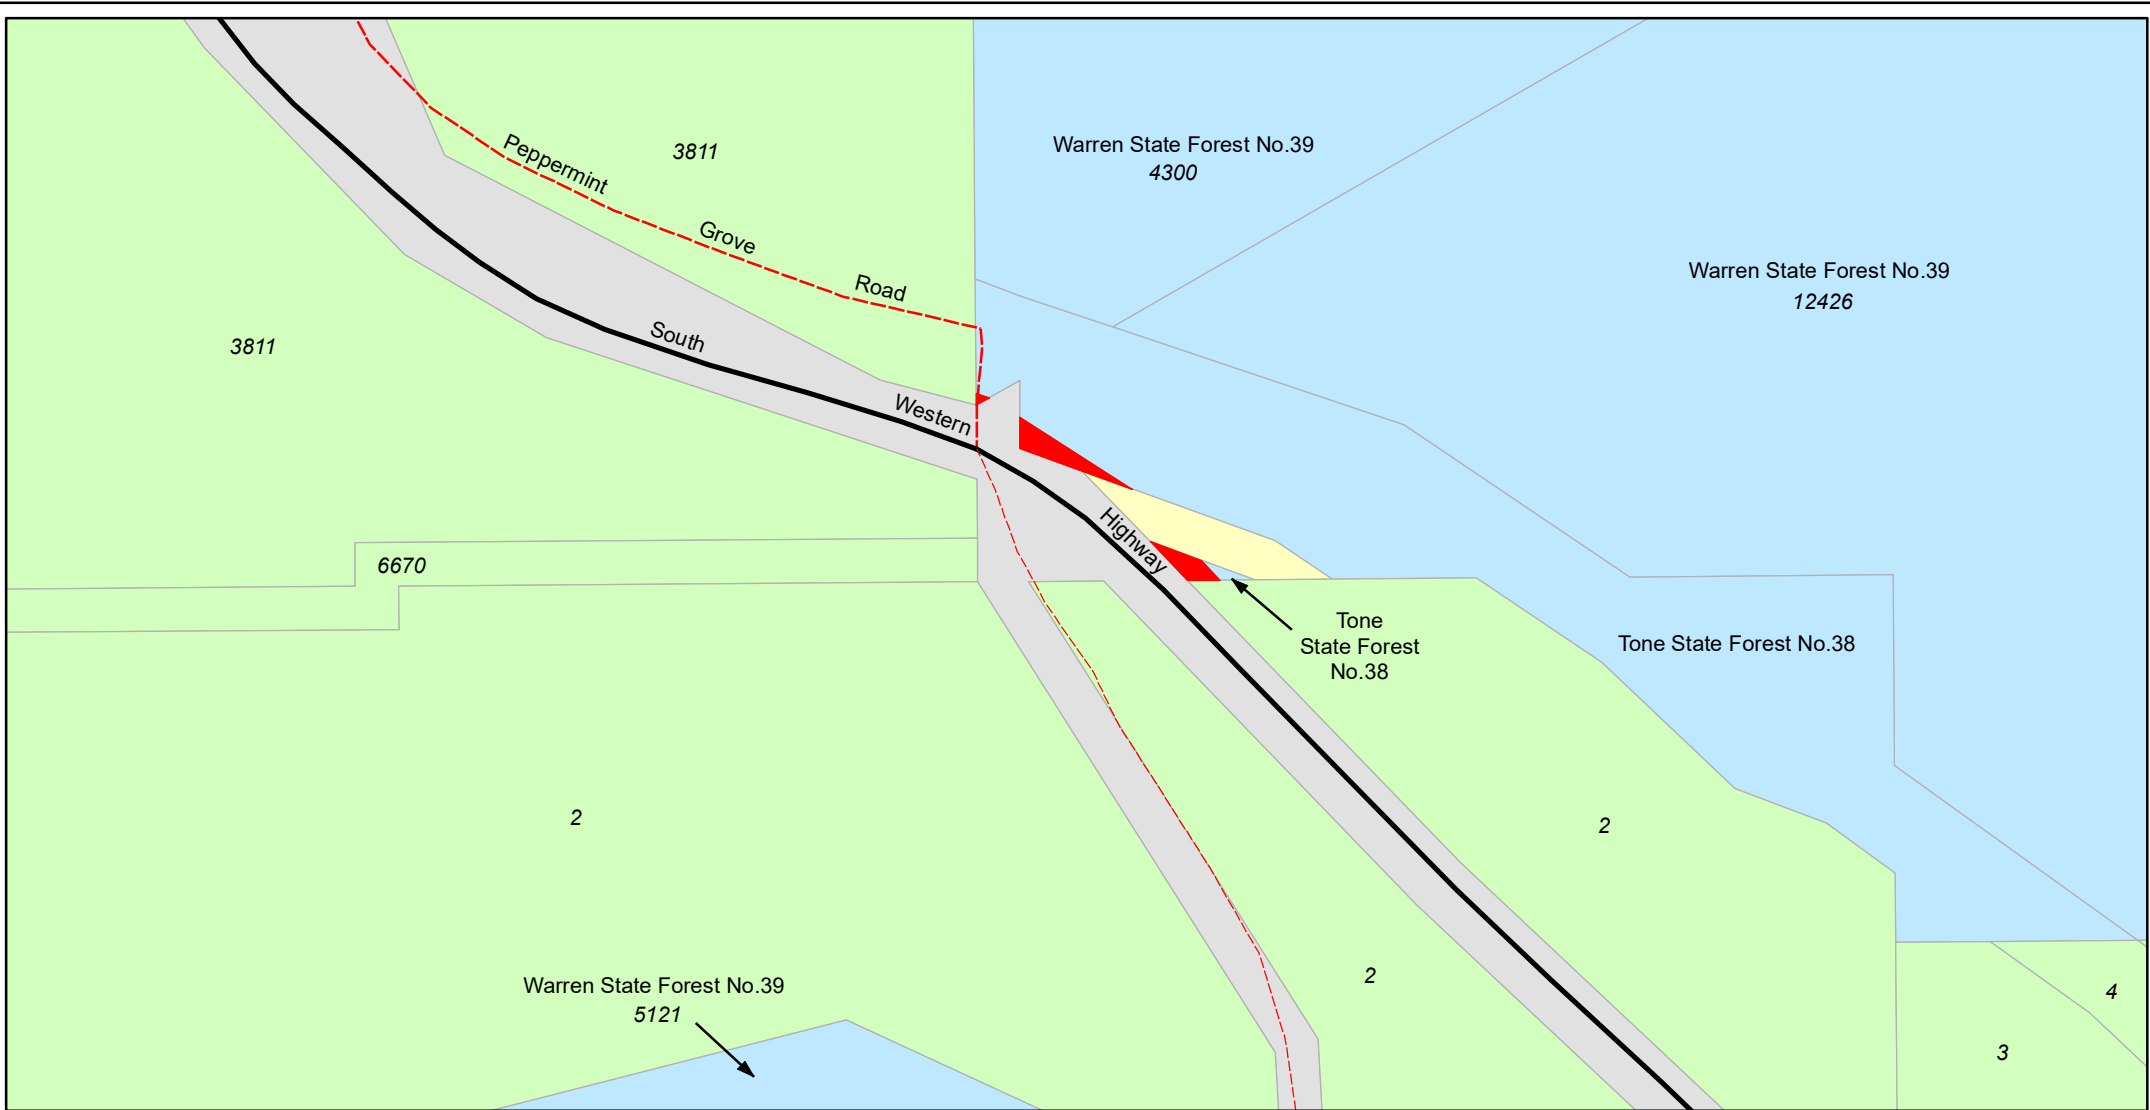 Peppermint
Grove
Road
3811
Warren State Forest No.39
4300
Warren State Forest No.39
12426
3811
South
Western
Highway
6670
Tone
State Forest
No.38
Tone State Forest No.38
2
2
2
Warren State Forest No.39
5121
4
3